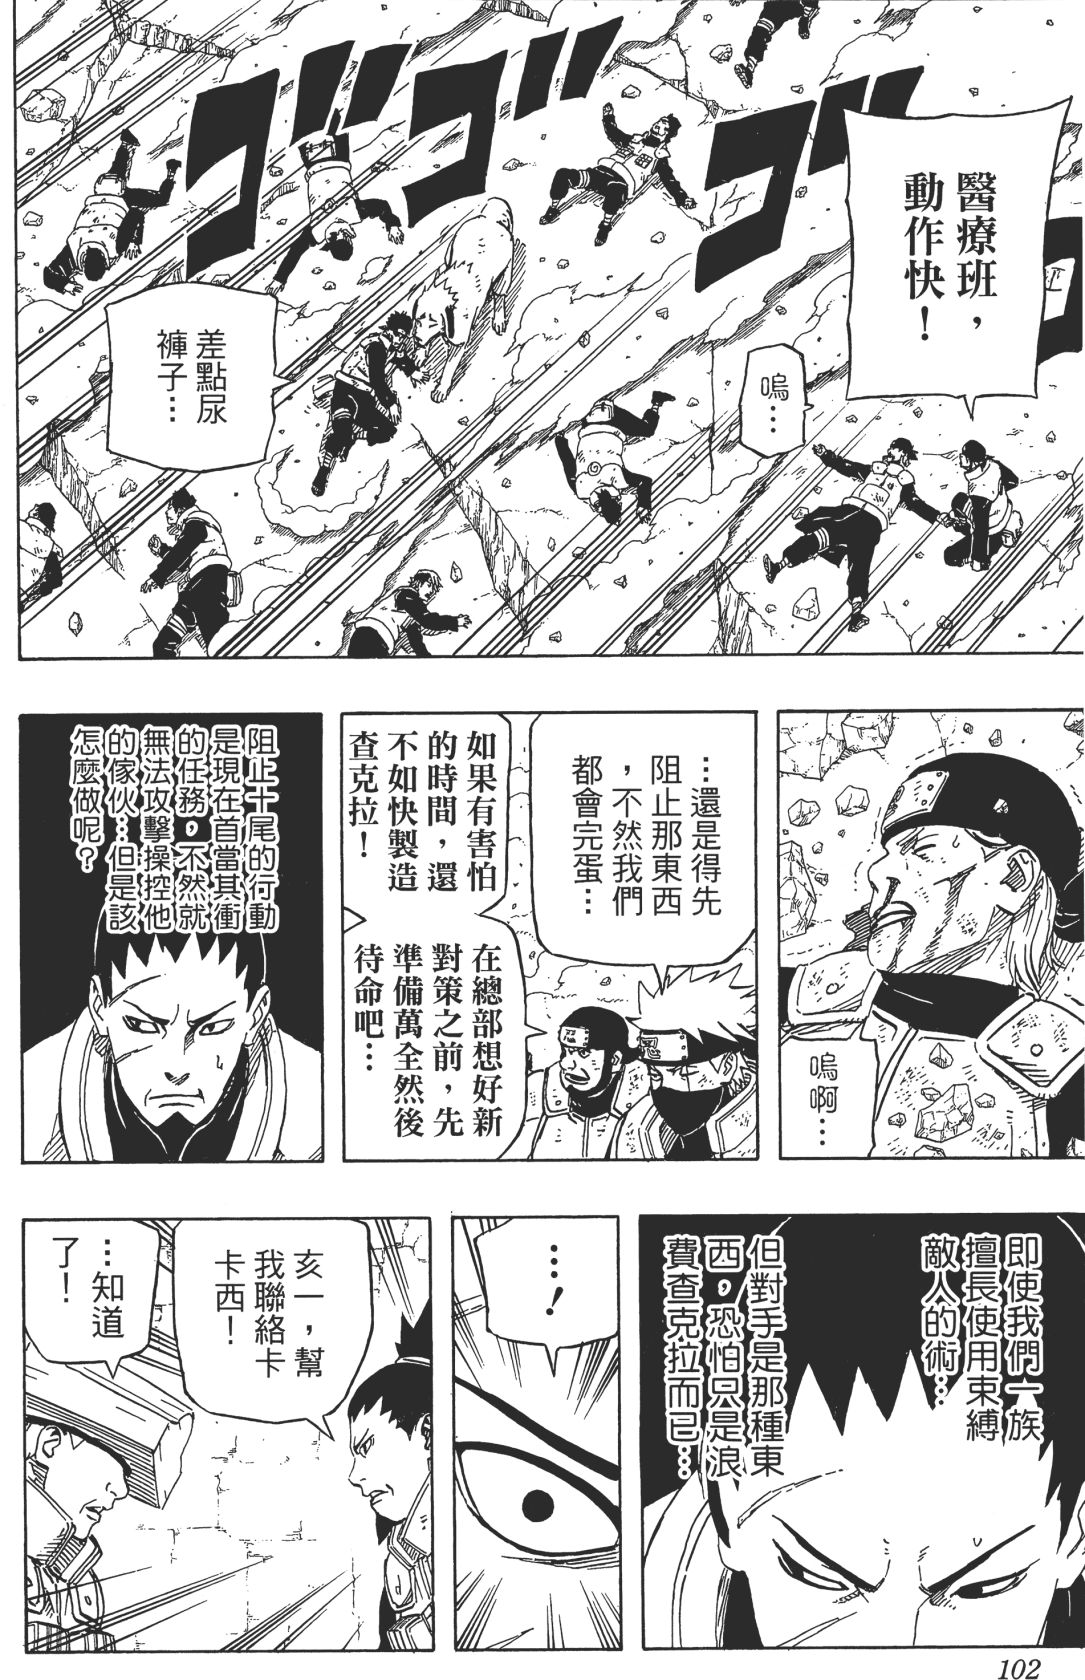 醫療班，
動作快！
嗚…
ゴゴゴ
差點尿
褲子…
嗚啊…
…還是得先
阻止那東西
，不然我們
都會完蛋…
如果有害怕
的時間，還
不如快製造
查克拉！
在總部想好新
對策之前，先
準備萬全然後
待命吧…
阻止十尾的行動
是現在首當其衝
的任務，不然就
無法攻擊操控他
的傢伙…但是該
怎麼做呢？
即使我們一族
擅長使用束縛
敵人的術…
但對手是那種東
西，恐怕只是浪
費查克拉而已…
…！
亥一，幫
我聯絡卡
卡西！
…知道
了！
102